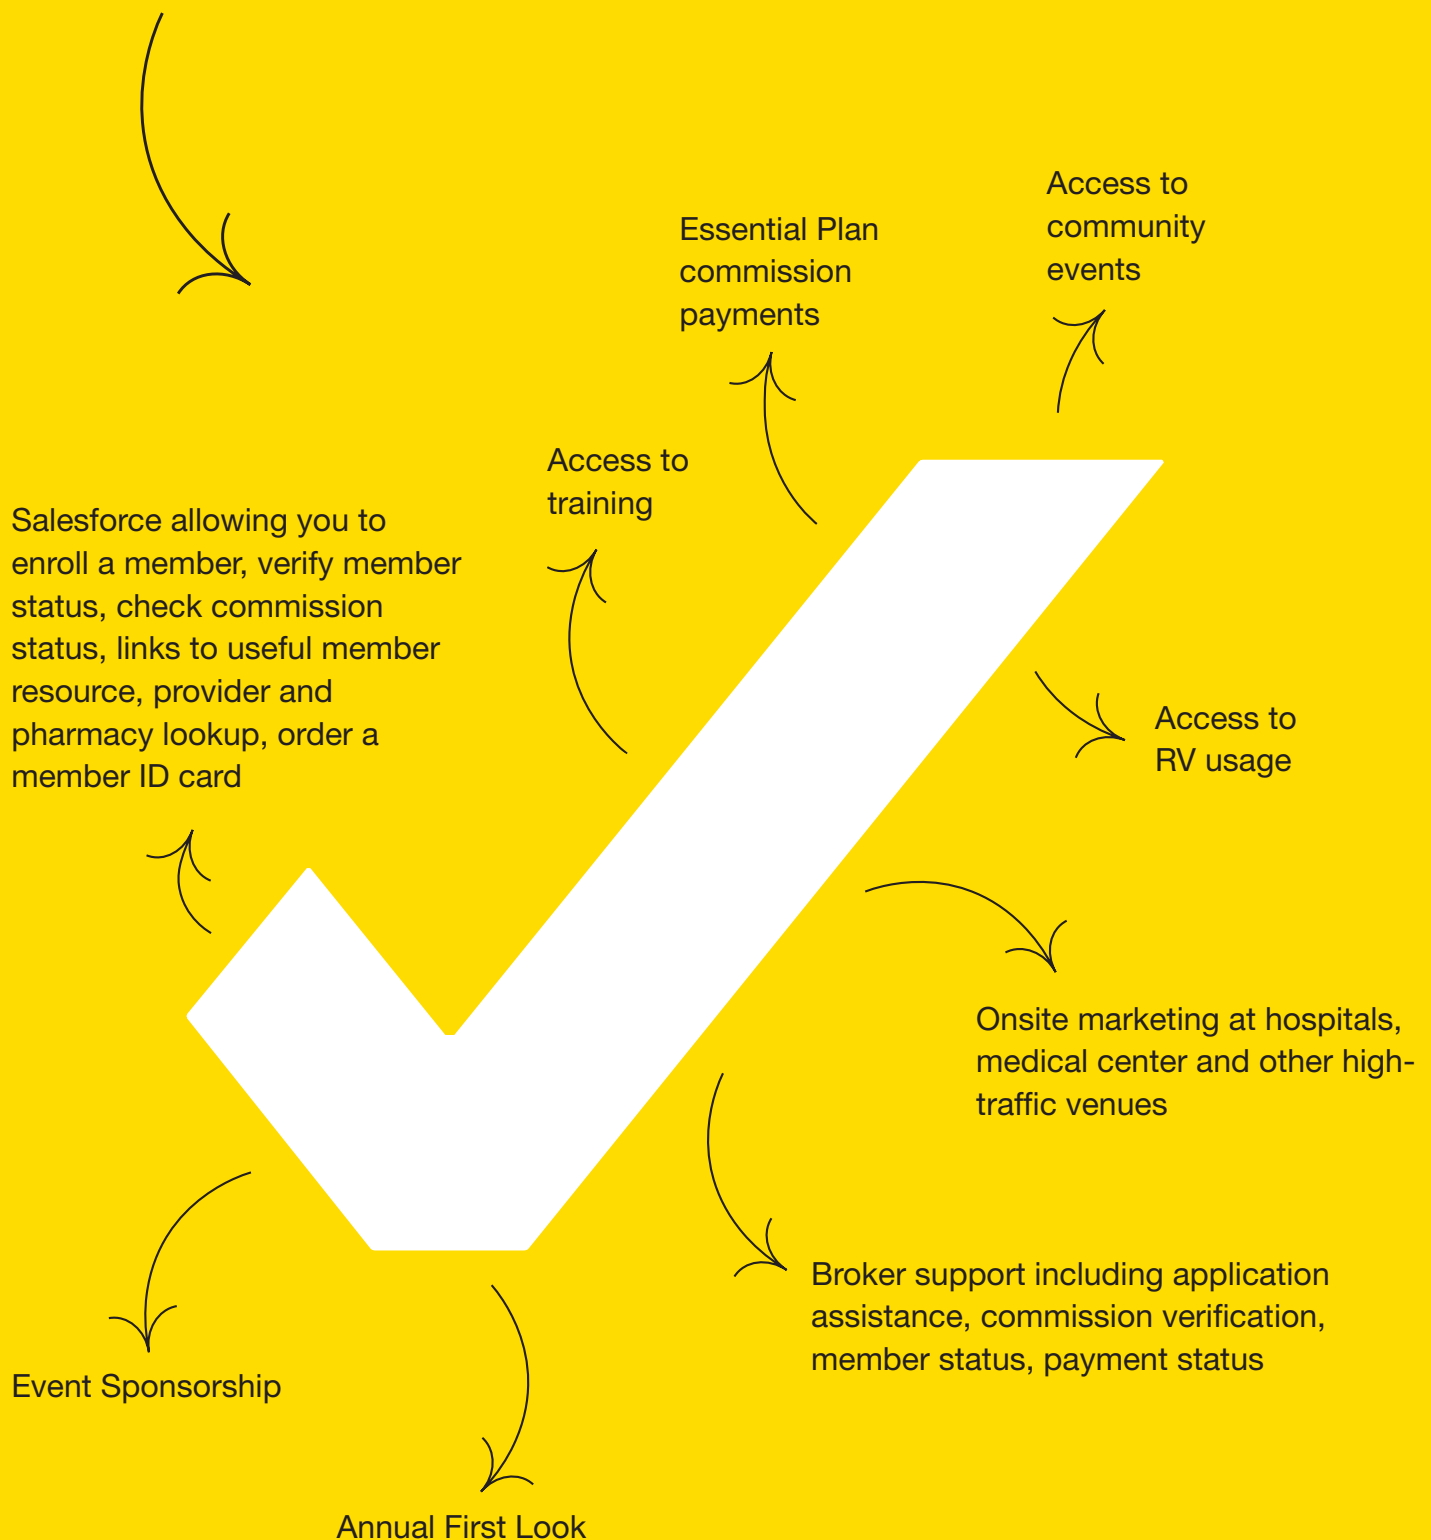 Access to
community
events
Essential Plan
commission
payments
Access to
training
Salesforce allowing you to
enroll a member, verify member
status, check commission
status, links to useful member
resource, provider and
pharmacy lookup, order a
member ID card
Access to
RV usage
Onsite marketing at hospitals,
medical center and other high-
traffic venues
Broker support including application
assistance, commission verification,
member status, payment status
Event Sponsorship
Annual First Look